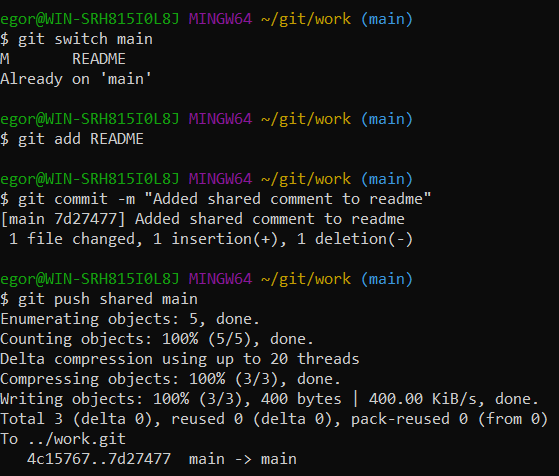 egor@WIN-SRH815I0L8J MINGW64 ~/git/work (main)
$ git switch main
M       README
Already on 'main'
egor@WIN-SRH815I0L8J MINGW64 ~/git/work (main)
$ git add README
egor@WIN-SRH815I0L8J MINGW64 ~/git/work (main)
$ git commit -m "Added shared comment to readme"
[main 7d27477] Added shared comment to readme
 1 file changed, 1 insertion(+), 1 deletion(-)
egor@WIN-SRH815I0L8J MINGW64 ~/git/work (main)
$ git push shared main
Enumerating objects: 5, done.
Counting objects: 100% (5/5), done.
Delta compression using up to 20 threads
Compressing objects: 100% (3/3), done.
Writing objects: 100% (3/3), 400 bytes | 400.00 KiB/s, done.
Total 3 (delta 0), reused 0 (delta 0), pack-reused 0 (from 0)
To ../work.git
   4c15767..7d27477  main -> main